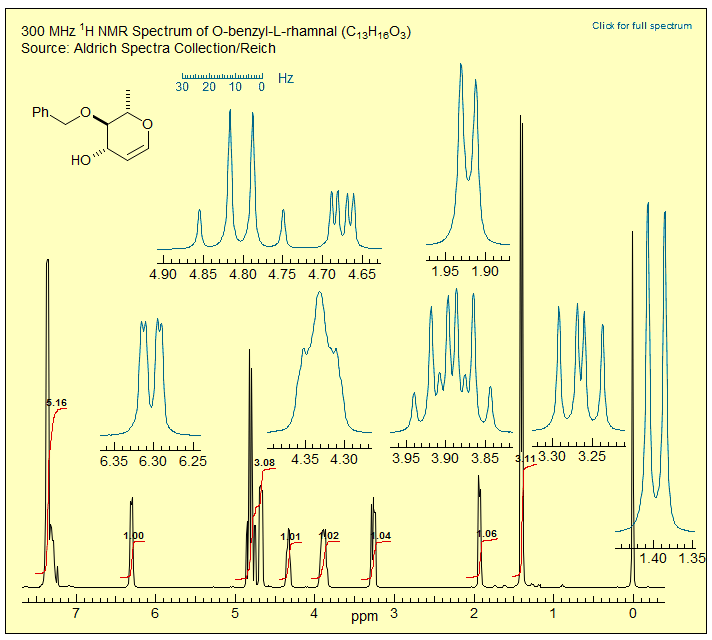 300 MHz ¹H NMR Spectrum of O-benzyl-L-rhamnal (C₁₃H₁₆O₃)
Source: Aldrich Spectra Collection/Reich
Click for full spectrum
30 20 10 0 Hz
Ph O O HO
4.90 4.85 4.80 4.75 4.70 4.65
1.95 1.90
6.35 6.30 6.25
4.35 4.30
3.95 3.90 3.85
3.30 3.25
1.40 1.35
5.16
1.00
3.08
1.01
1.02
1.04
1.06
3.11
7 6 5 4 3 2 1 0
ppm